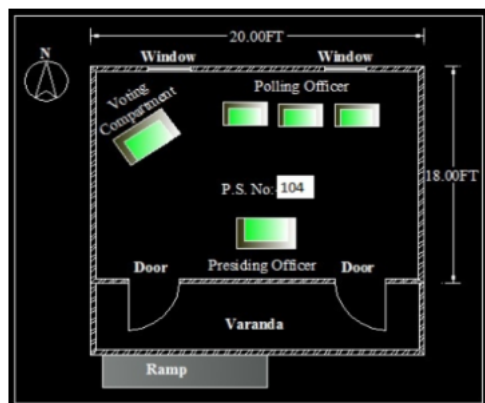 20.00FT
N
Window
Window
Voting
Compartment
Polling Officer
18.00FT
P.S. No:
104
Door
Presiding Officer
Door
Varanda
Ramp